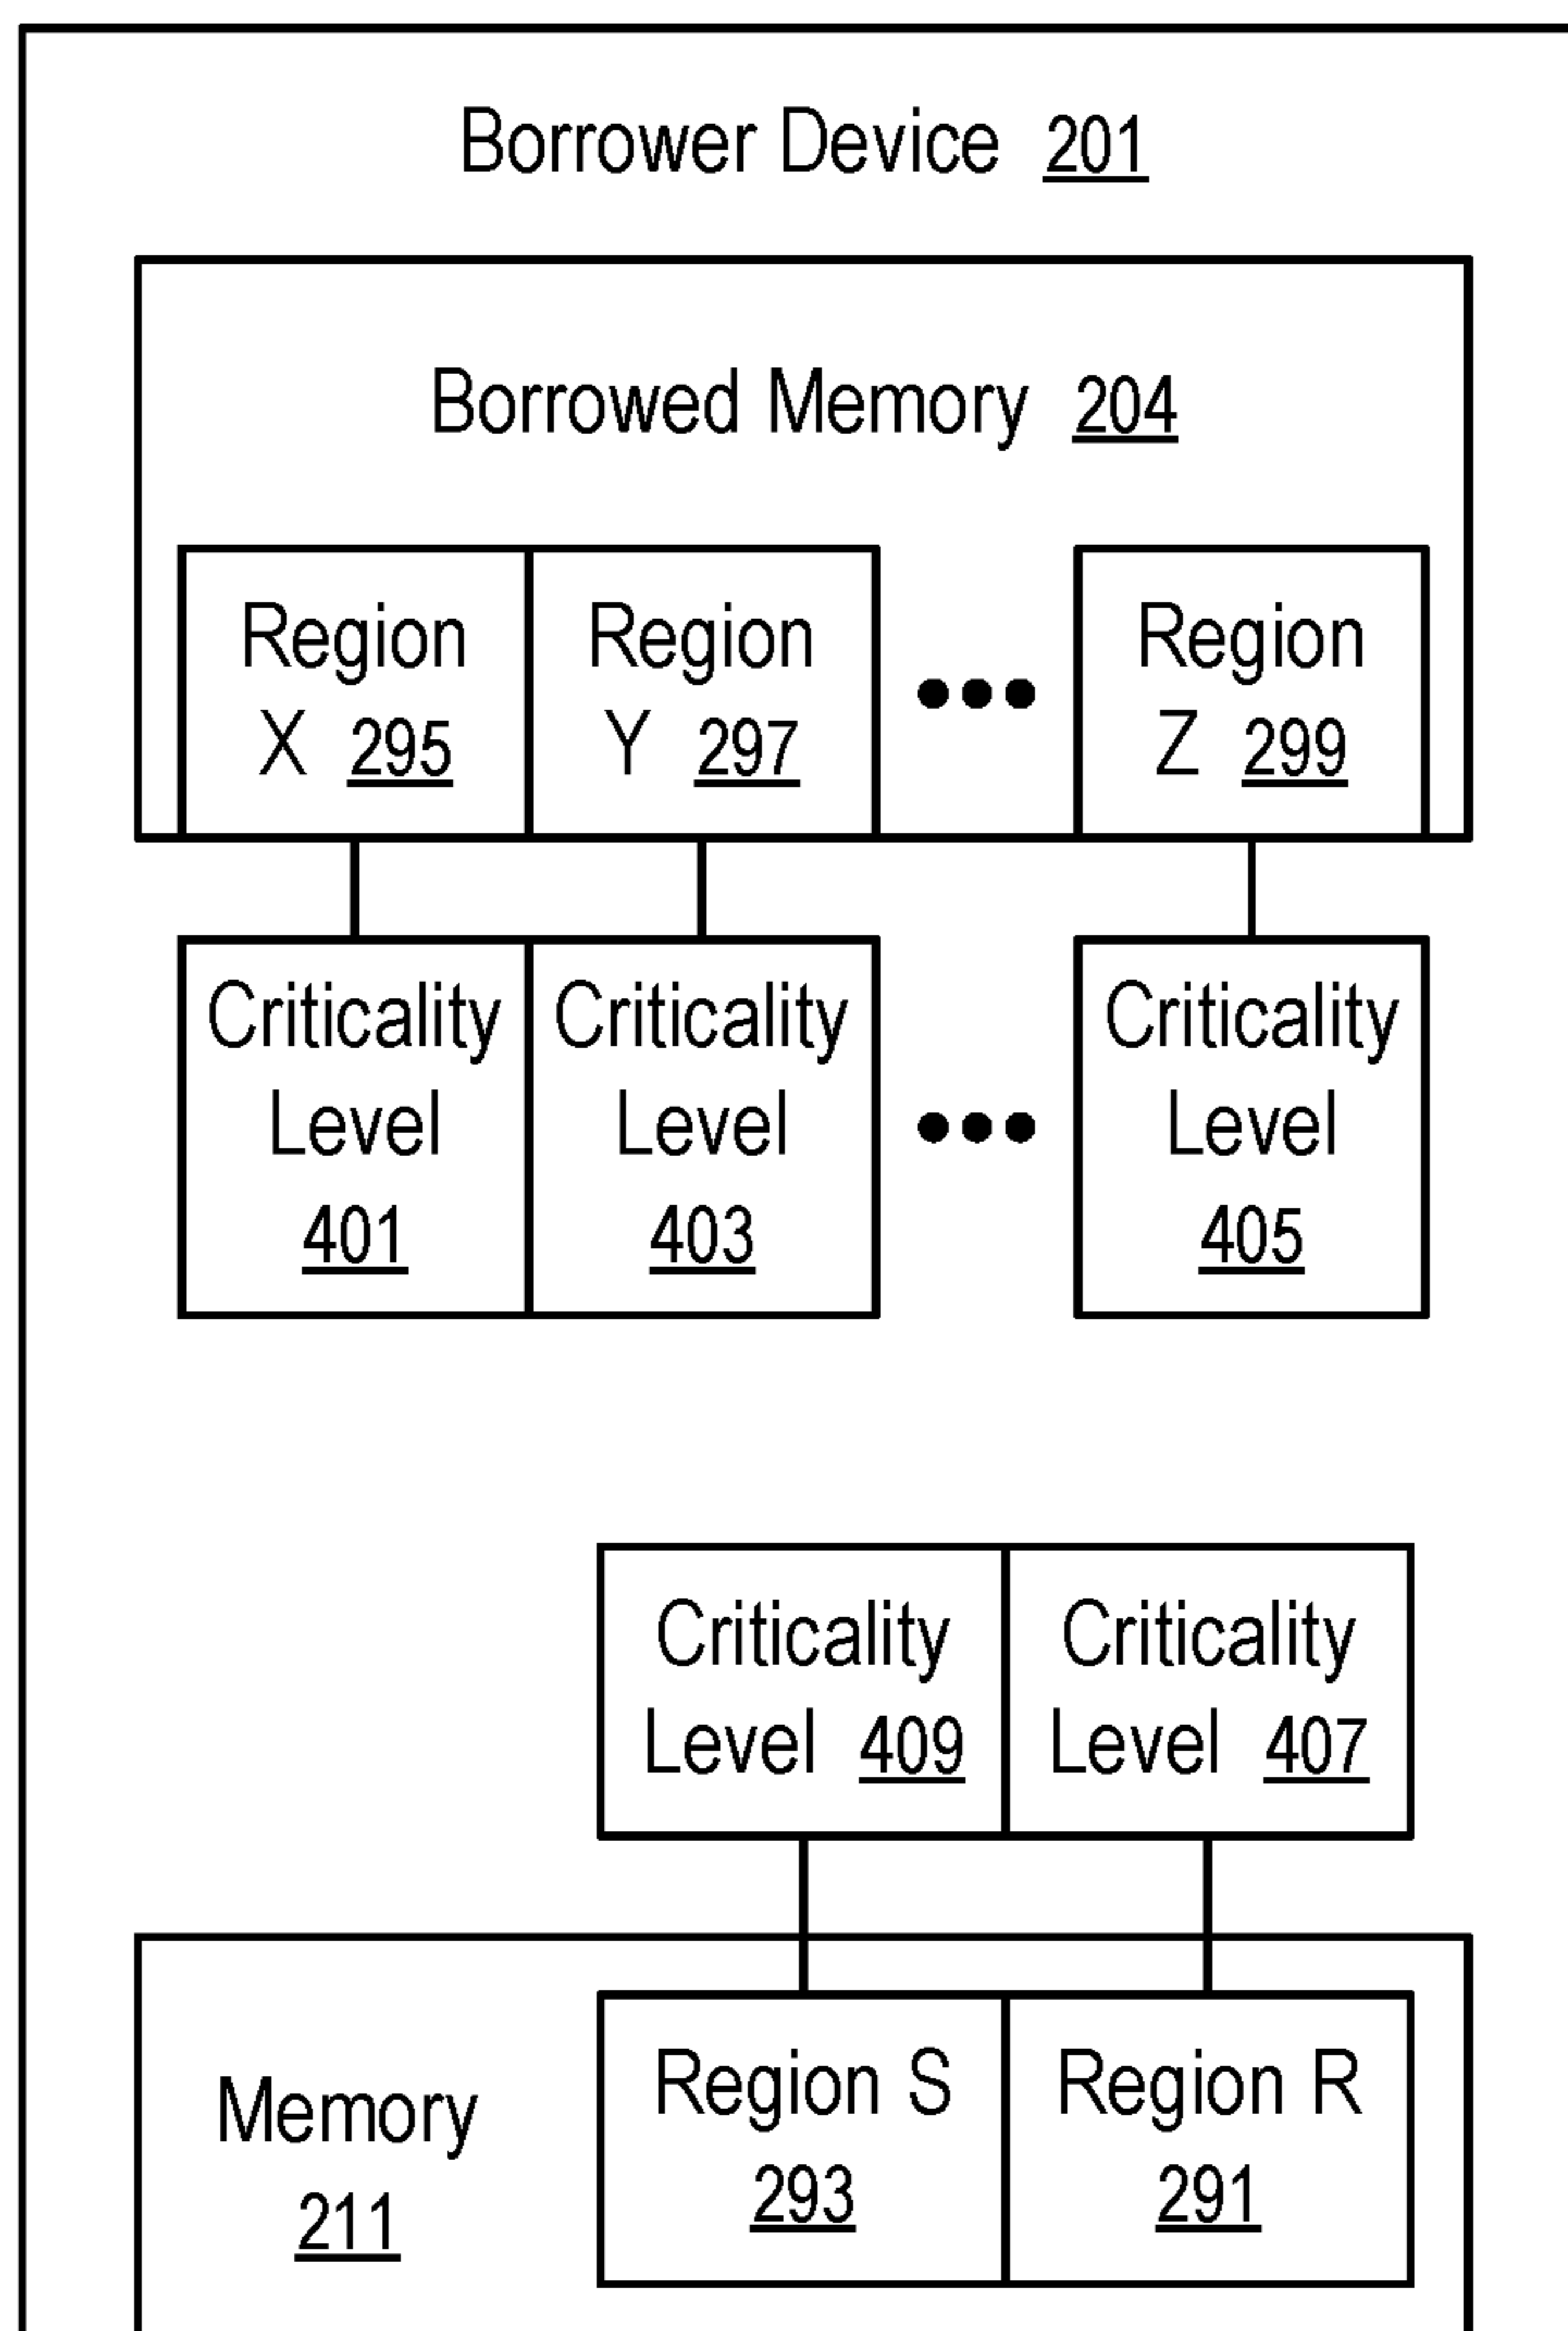 Borrower Device 201
Borrowed Memory 204
Region Region Region
X 295 Y 297 Z 299
Criticality Criticality Criticality
Level Level Level
401 403 405
Criticality Criticality
Level 409 Level 407
Region S Region R
Memory
293 291
211